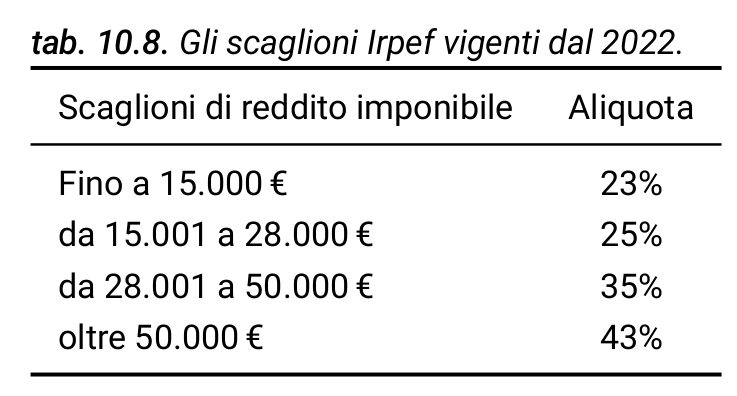 tab. 10.8. Gli scaglioni Irpef vigenti dal 2022.
Scaglioni di reddito imponibile Aliquota
Fino a 15.000 € 23%
da 15.001 a 28.000 € 25%
da 28.001 a 50.000 € 35%
oltre 50.000 € 43%